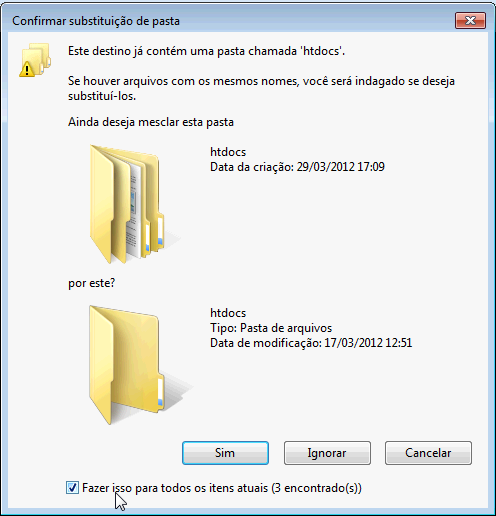 Confirmar substituição de pasta
Este destino já contém uma pasta chamada 'htdocs'.
Se houver arquivos com os mesmos nomes, você será indagado se deseja
substituí-los.
Ainda deseja mesclar esta pasta
htdocs
Data da criação: 29/03/2012 17:09
por este?
htdocs
Tipo: Pasta de arquivos
Data de modificação: 17/03/2012 12:51
Sim
Ignorar
Cancelar
Fazer isso para todos os itens atuais (3 encontrado(s))